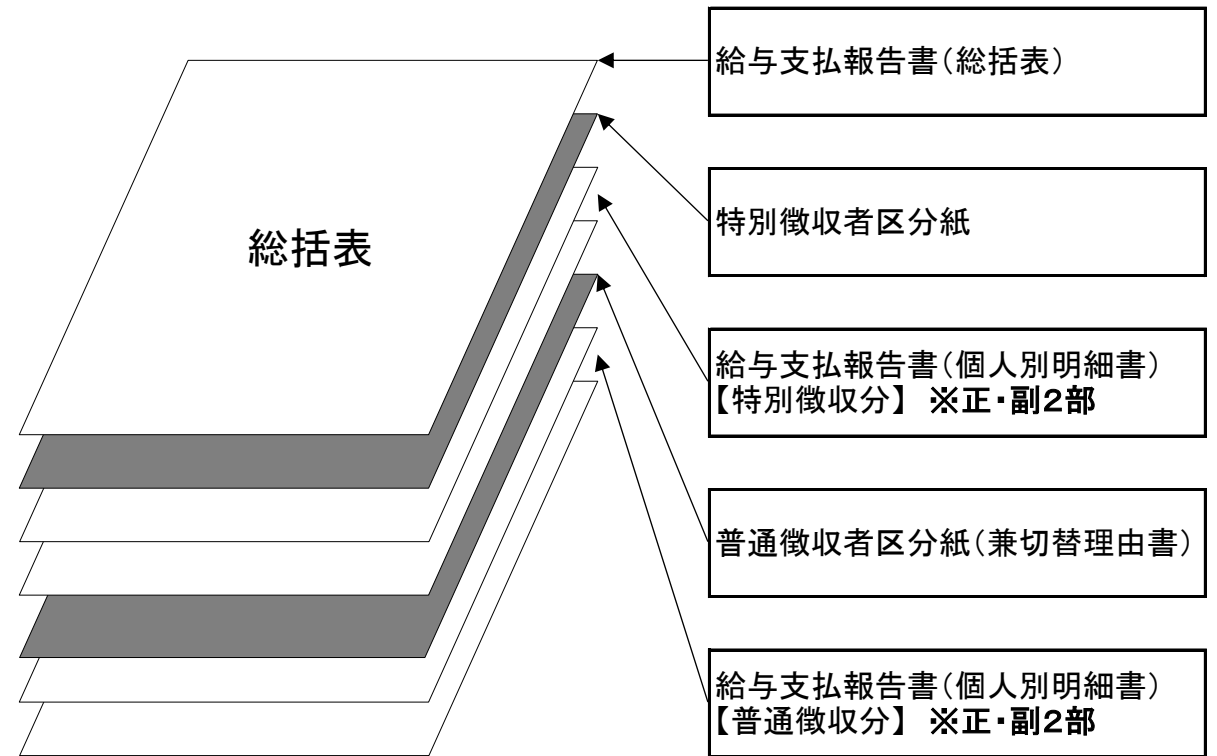 総括表
給与支払報告書（総括表）
特別徴収者区分紙
給与支払報告書（個人別明細書）
【特別徴収分】 ※正・副２部
普通徴収者区分紙（兼切替理由書）
給与支払報告書（個人別明細書）
【普通徴収分】 ※正・副２部